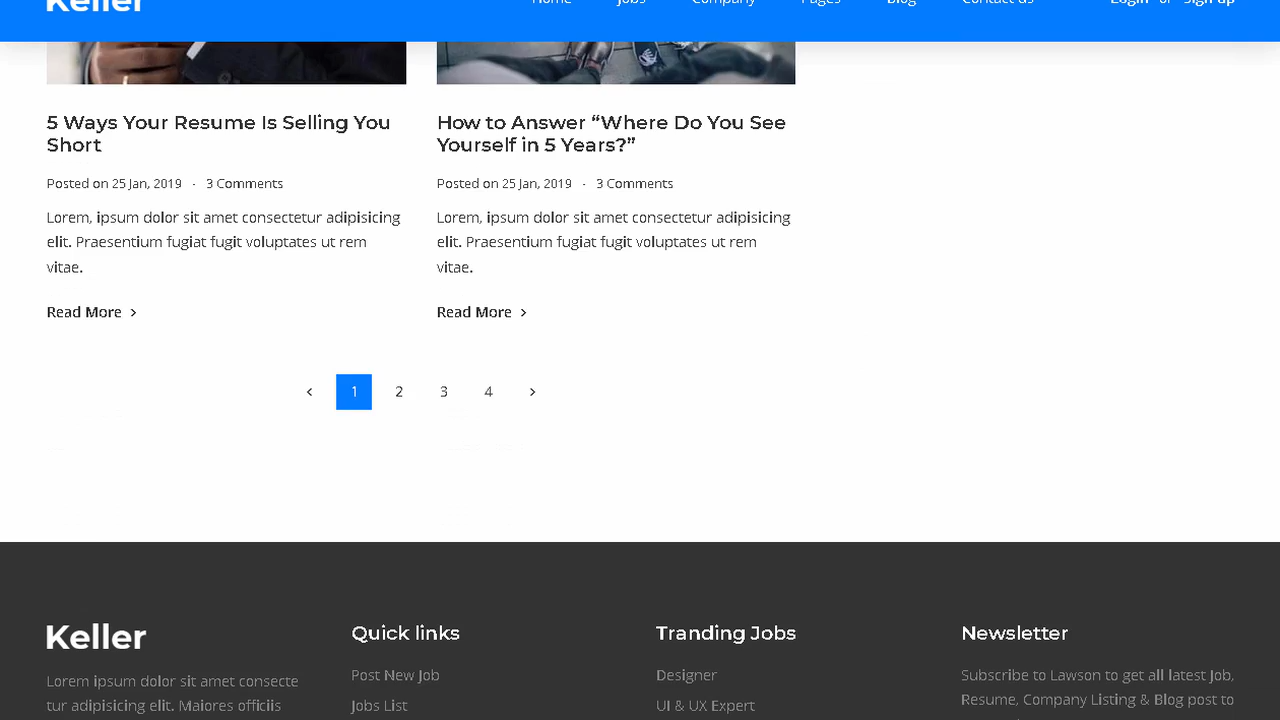 Keller
Home Jobs Company Pages Blog Contact us Login or Sign up
5 Ways Your Resume Is Selling You
Short
Posted on 25 Jan, 2019 · 3 Comments
Lorem, ipsum dolor sit amet consectetur adipisicing
elit. Praesentium fugiat fugit voluptates ut rem
vitae.
Read More
How to Answer “Where Do You See
Yourself in 5 Years?”
Posted on 25 Jan, 2019 · 3 Comments
Lorem, ipsum dolor sit amet consectetur adipisicing
elit. Praesentium fugiat fugit voluptates ut rem
vitae.
Read More
1 2 3 4
Keller
Lorem ipsum dolor sit amet consecte
tur adipisicing elit. Maiores officiis
Quick links
Post New Job
Jobs List
Tranding Jobs
Designer
UI & UX Expert
Newsletter
Subscribe to Lawson to get all latest Job,
Resume, Company Listing & Blog post to